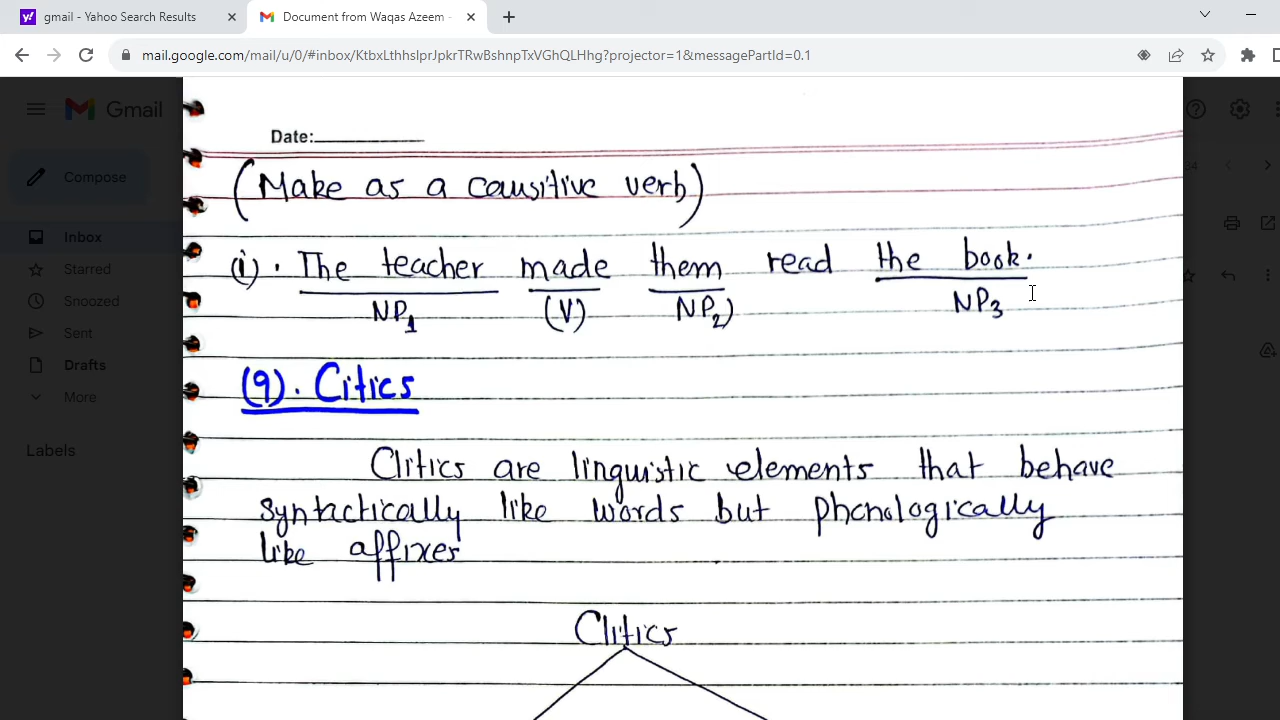 gmail - Yahoo Search Results
Document from Waqas Azeem -
mail.google.com/mail/u/0/#inbox/KtbxLthhsIprJpkrTRwBshnpTxVGhQLHhg?projector=1&messagePartId=0.1
Gmail
Compose
Inbox
Starred
Snoozed
Sent
Drafts
More
Labels
Date:
(Make as a causitive verb)
(i). The teacher made them read the book.
NP1 (V) NP2) NP3
(9). Citics
Clitics are linguistic elements that behave
syntactically like words but phonologically
like affixes
Clitics